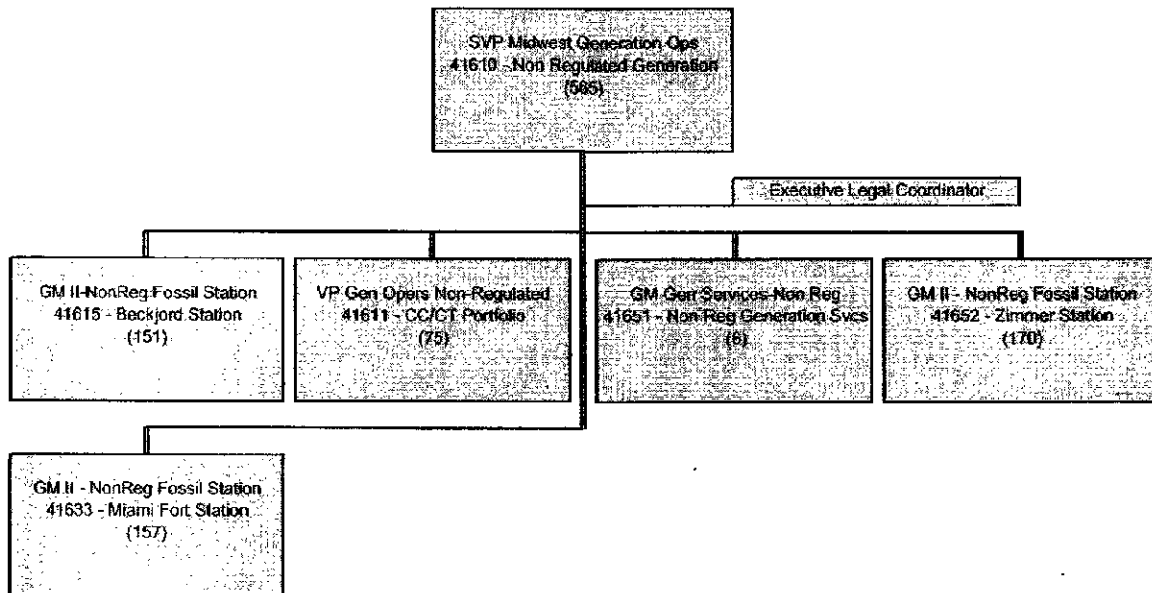 SVP Midwest Generation Ops
41610 - Non Regulated Generation
(565)
Executive Legal Coordinator
GM II-NonReg Fossil Station
41615 - Beckjord Station
(151)
VP Gen Opers Non-Regulated
41611 - CC/CT Portfolio
(75)
GM Gen Services-Non Reg
41651 - Non Reg Generation Svcs
(6)
GM II - NonReg Fossil Station
41652 - Zimmer Station
(170)
GM II - NonReg Fossil Station
41633 - Miami Fort Station
(157)